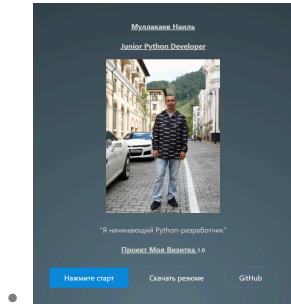 Муллакаев Наиль
Junior Python Developer
"Я начинающий Python-разработчик"
Проект Моя Визитка 1.0
Нажмите старт Скачать резюме GitHub